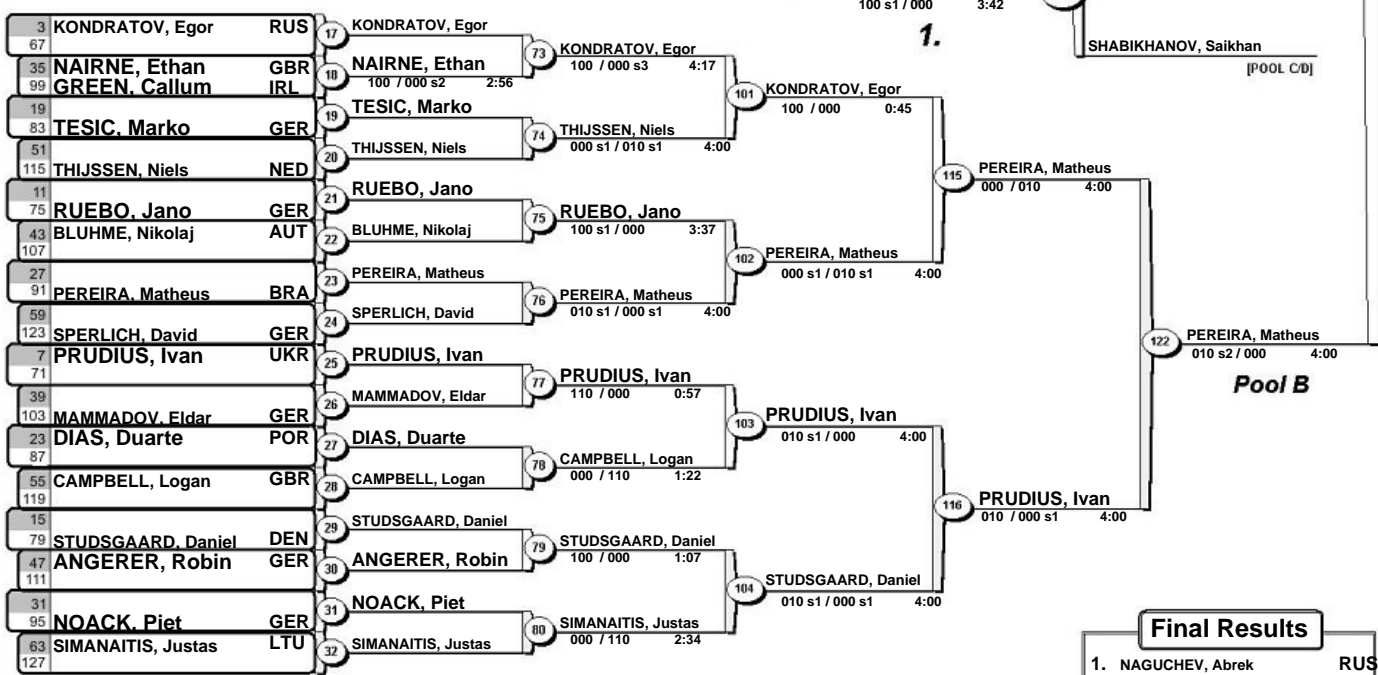 100 s1 / 000 3:42
1.
SHABIKHANOV, Saikhan
[POOL C/D]
3 KONDRATOV, Egor RUS
67
35 NAIRNE, Ethan GBR
99 GREEN, Callum IRL
19
83 TESIC, Marko GER
51
115 THIJSSEN, Niels NED
11
75 RUEBO, Jano GER
43 BLUHME, Nikolaj AUT
107
27
91 PEREIRA, Matheus BRA
59
123 SPERLICH, David GER
7 PRUDIUS, Ivan UKR
71
39
103 MAMMADOV, Eldar GER
23 DIAS, Duarte POR
87
55 CAMPBELL, Logan GBR
119
15
79 STUDSGAARD, Daniel DEN
47 ANGERER, Robin GER
111
31
95 NOACK, Piet GER
63 SIMANAITIS, Justas LTU
127
17 KONDRATOV, Egor
18 NAIRNE, Ethan
100 / 000 s2 2:56
19 TESIC, Marko
20 THIJSSEN, Niels
21 RUEBO, Jano
22 BLUHME, Nikolaj
23 PEREIRA, Matheus
24 SPERLICH, David
25 PRUDIUS, Ivan
26 MAMMADOV, Eldar
27 DIAS, Duarte
28 CAMPBELL, Logan
29 STUDSGAARD, Daniel
30 ANGERER, Robin
31 NOACK, Piet
32 SIMANAITIS, Justas
73 KONDRATOV, Egor
100 / 000 s3 4:17
74 THIJSSEN, Niels
000 s1 / 010 s1 4:00
75 RUEBO, Jano
100 s1 / 000 3:37
76 PEREIRA, Matheus
010 s1 / 000 s1 4:00
77 PRUDIUS, Ivan
110 / 000 0:57
78 CAMPBELL, Logan
000 / 110 1:22
79 STUDSGAARD, Daniel
100 / 000 1:07
80 SIMANAITIS, Justas
000 / 110 2:34
101 KONDRATOV, Egor
100 / 000 0:45
102 PEREIRA, Matheus
000 s1 / 010 s1 4:00
103 PRUDIUS, Ivan
010 s1 / 000 4:00
104 STUDSGAARD, Daniel
010 s1 / 000 s1 4:00
115 PEREIRA, Matheus
000 / 010 4:00
116 PRUDIUS, Ivan
010 / 000 s1 4:00
122 PEREIRA, Matheus
010 s2 / 000 4:00
Pool B
Final Results
1. NAGUCHEV, Abrek RUS